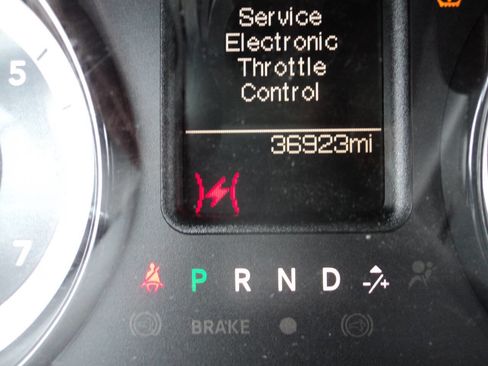 Service
Electronic
Throttle
Control
5
36923mi
7
P R N D -/+
BRAKE